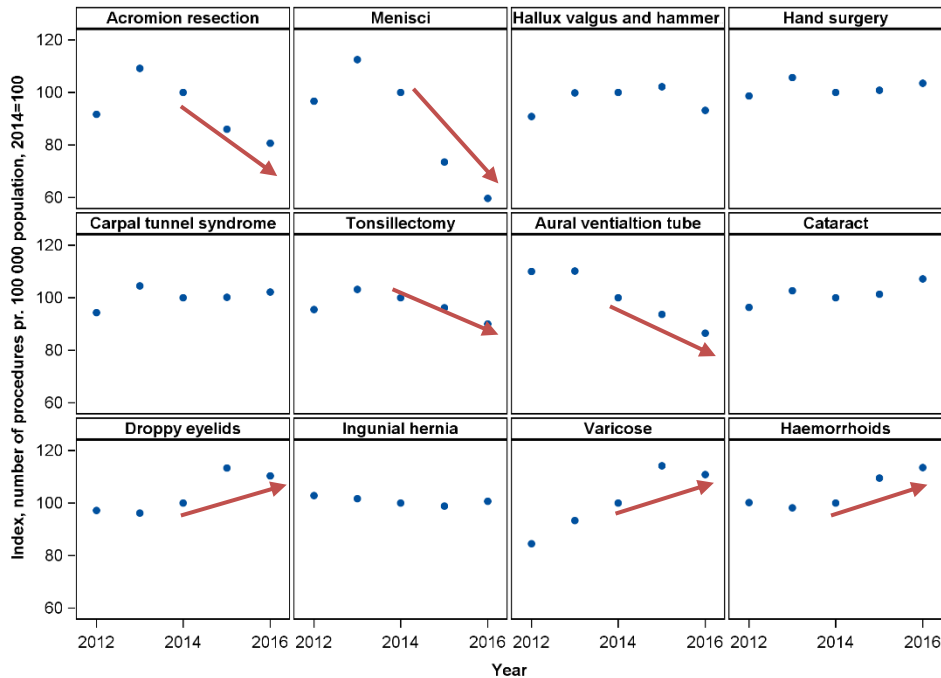 Acromion resection
Menisci
Hallux valgus and hammer
Hand surgery
120
100
80
60
Carpal tunnel syndrome
Tonsillectomy
Aural ventialtion tube
Cataract
120
100
80
60
Droppy eyelids
Ingunial hernia
Varicose
Haemorrhoids
120
100
80
60
2012 2014 2016
2012 2014 2016
2012 2014 2016
2012 2014 2016
Year
Index, number of procedures pr. 100 000 population, 2014=100